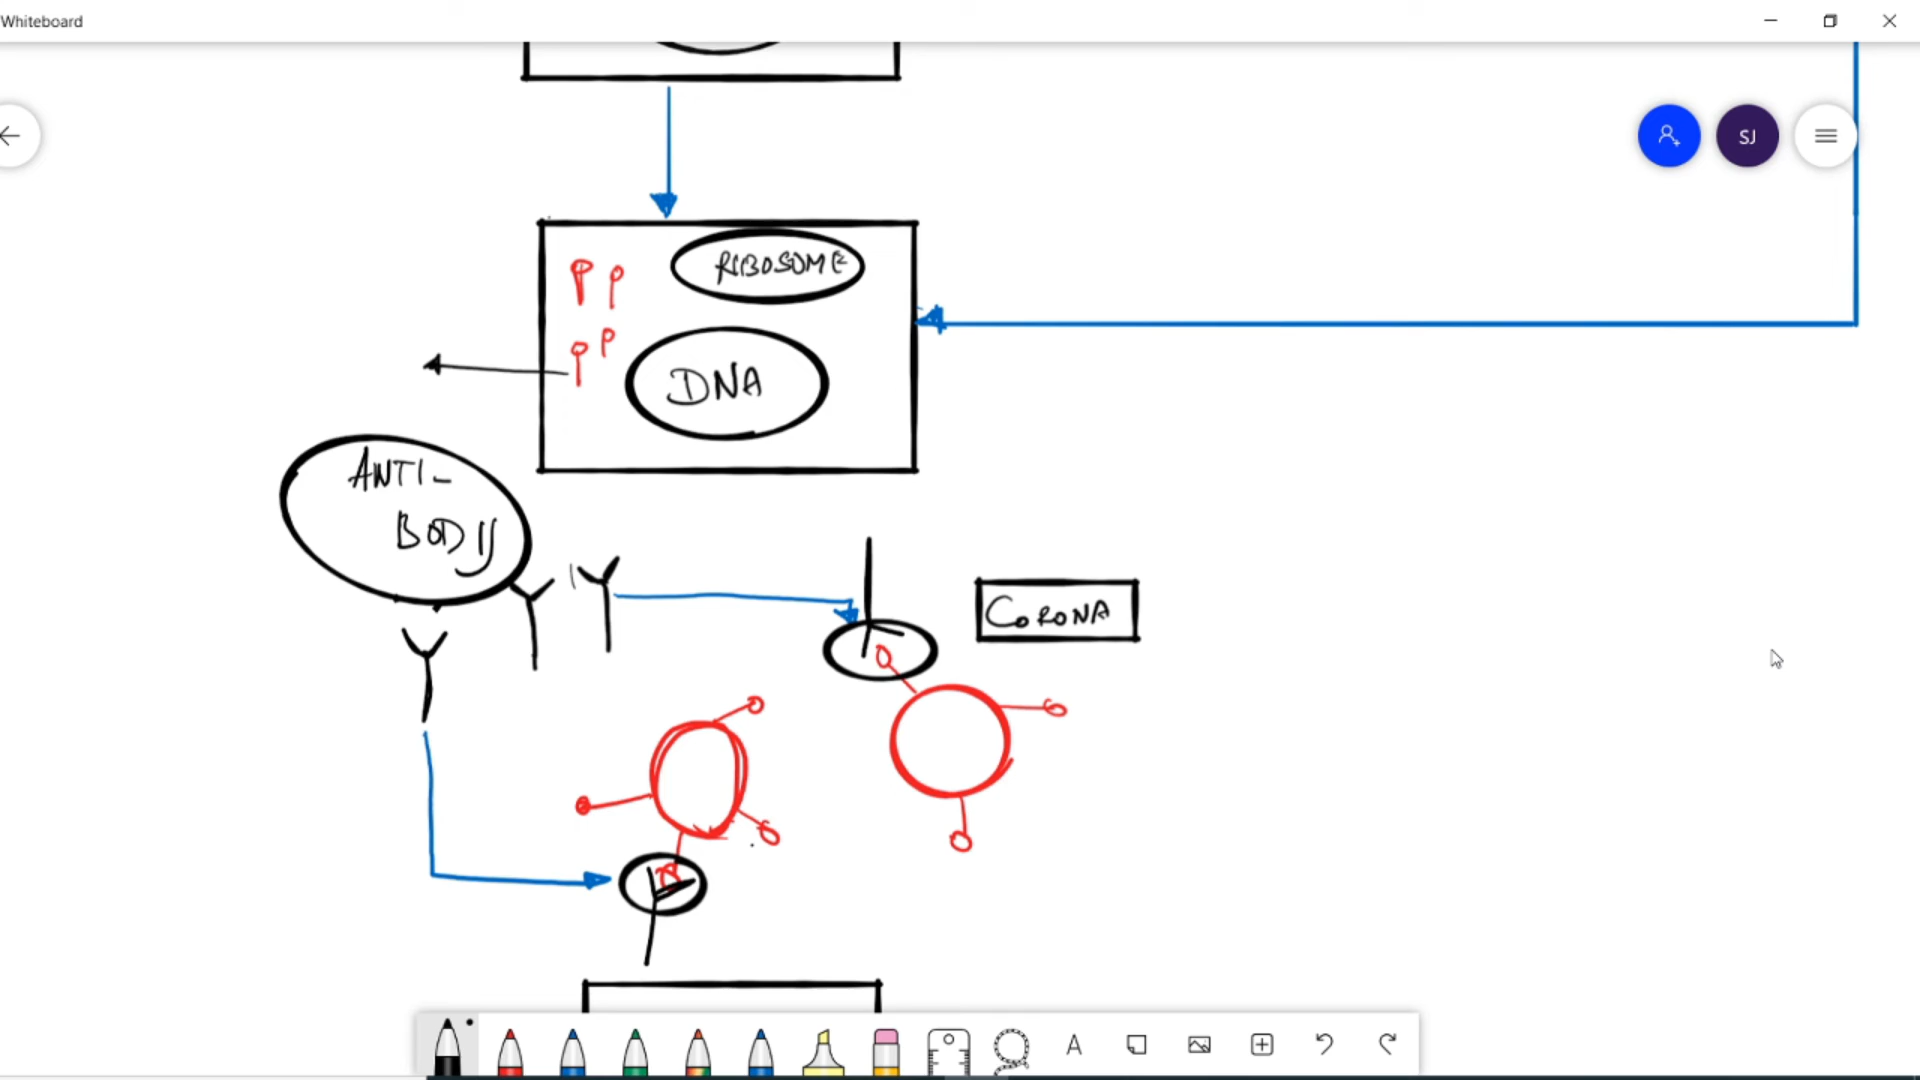 Whiteboard
SJ
RIBOSOME
P P
P P
DNA
ANTI-
BODY
CORONA
A